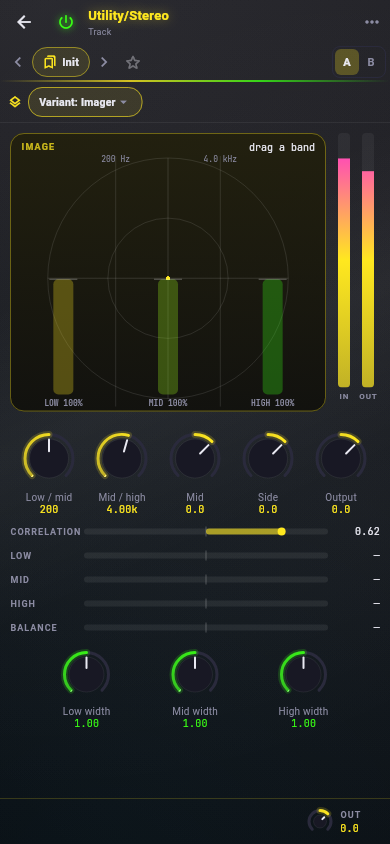 Utility/Stereo
Track
Init
A B
Variant: Imager
IMAGE
drag a band
200 Hz
4.0 kHz
LOW 100%
MID 100%
HIGH 100%
IN OUT
Low / mid
200
Mid / high
4.00k
Mid
0.0
Side
0.0
Output
0.0
CORRELATION 0.62
LOW –
MID –
HIGH –
BALANCE –
Low width
1.00
Mid width
1.00
High width
1.00
OUT
0.0